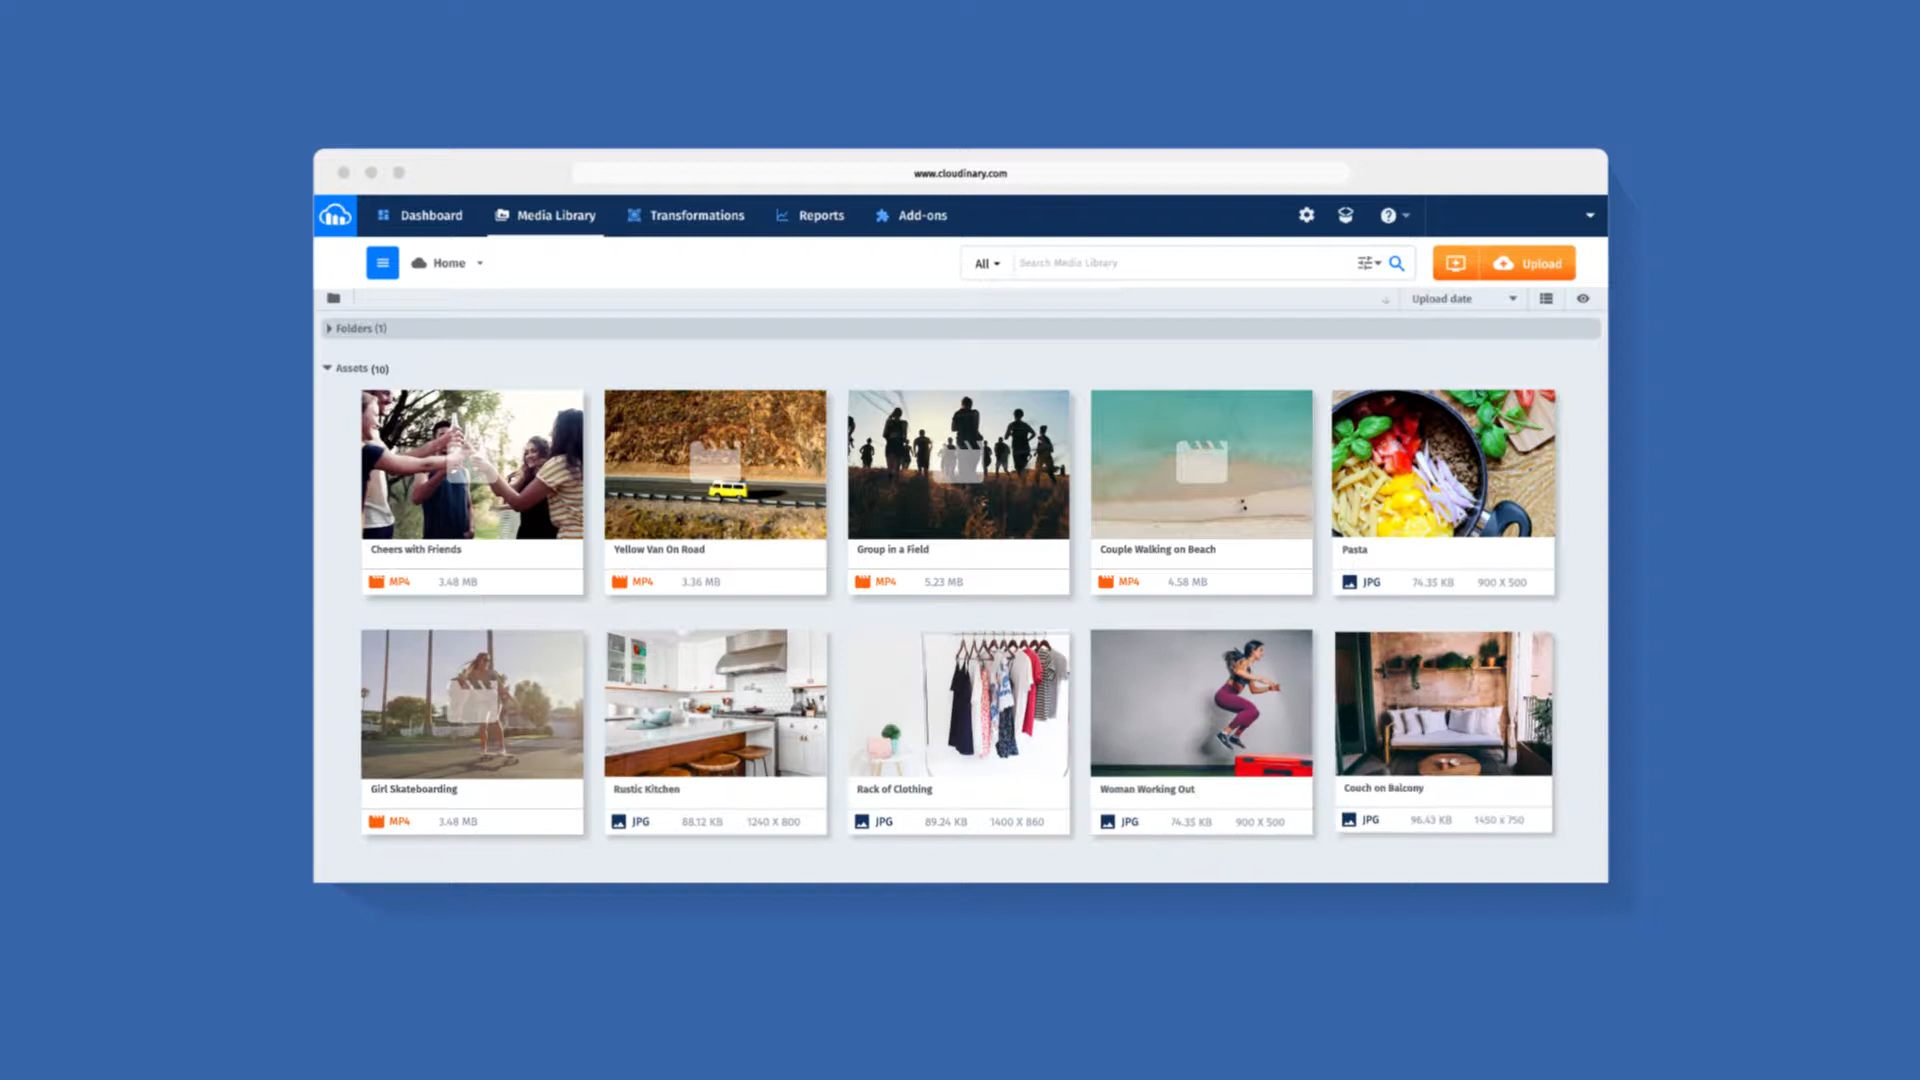 www.cloudinary.com
Dashboard Media Library Transformations Reports Add-ons
Home All Search Media Library Upload
Upload date
Folders (1)
Assets (10)
Cheers with Friends Yellow Van On Road Group in a Field Couple Walking on Beach Pasta
MP4 3.48 MB MP4 3.36 MB MP4 5.23 MB MP4 4.58 MB JPG 74.35 KB 900 X 500
Girl Skateboarding Rustic Kitchen Rack of Clothing Woman Working Out Couch on Balcony
MP4 3.48 MB JPG 88.12 KB 1240 X 800 JPG 89.24 KB 1400 X 860 JPG 74.35 KB 900 X 500 JPG 96.43 KB 1450 x 750